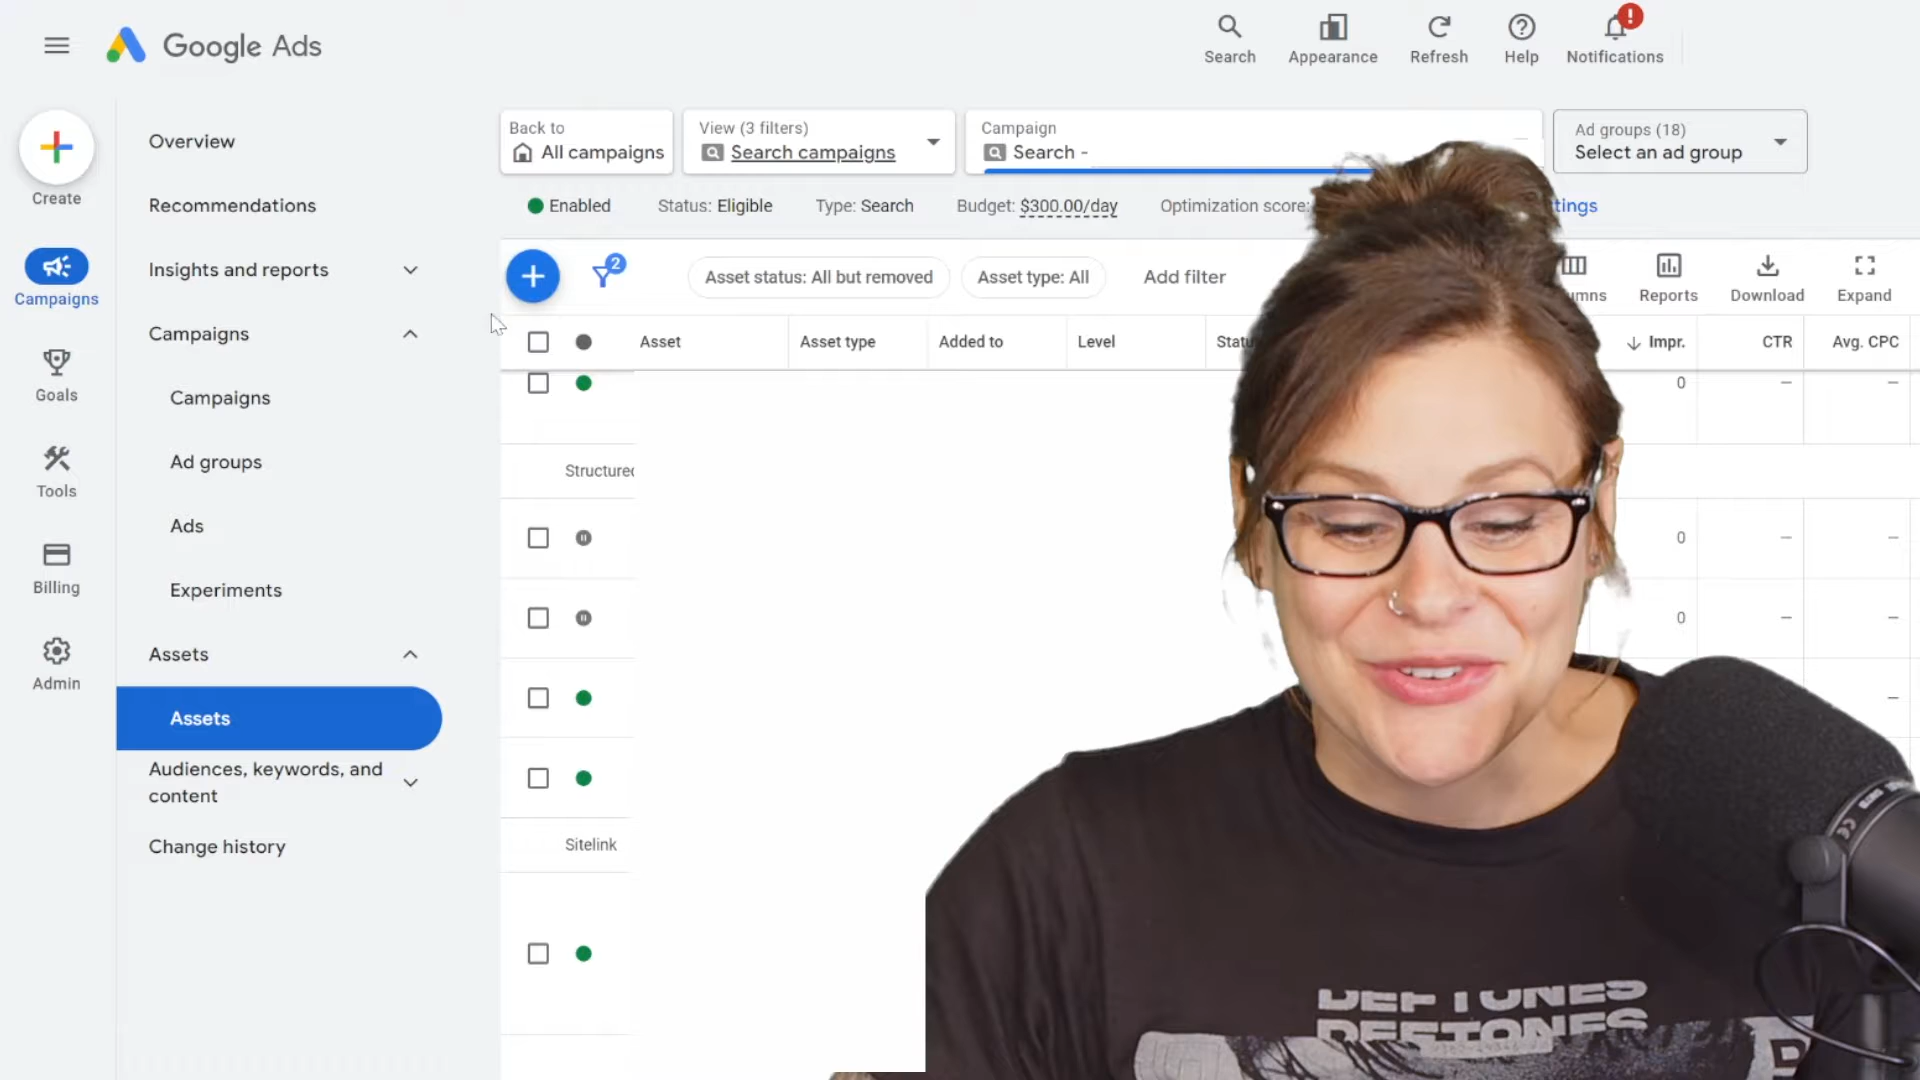 Google Ads
Search
Appearance
Refresh
Help
!
Notifications
Create
Campaigns
Goals
Tools
Billing
Admin
Overview
Recommendations
Insights and reports
Campaigns
Campaigns
Ad groups
Ads
Experiments
Assets
Assets
Audiences, keywords, and
content
Change history
Back to
All campaigns
View (3 filters)
Search campaigns
Campaign
Search -
Ad groups (18)
Select an ad group
Enabled
Status: Eligible
Type: Search
Budget: $300.00/day
Optimization score:
2
Asset status: All but removed
Asset type: All
Add filter
Reports
Download
Expand
Asset
Asset type
Added to
Level
Impr.
CTR
Avg. CPC
0 – –
Structured
0 – –
0 – –
–
Sitelink
DEFTONES
DEFTONES